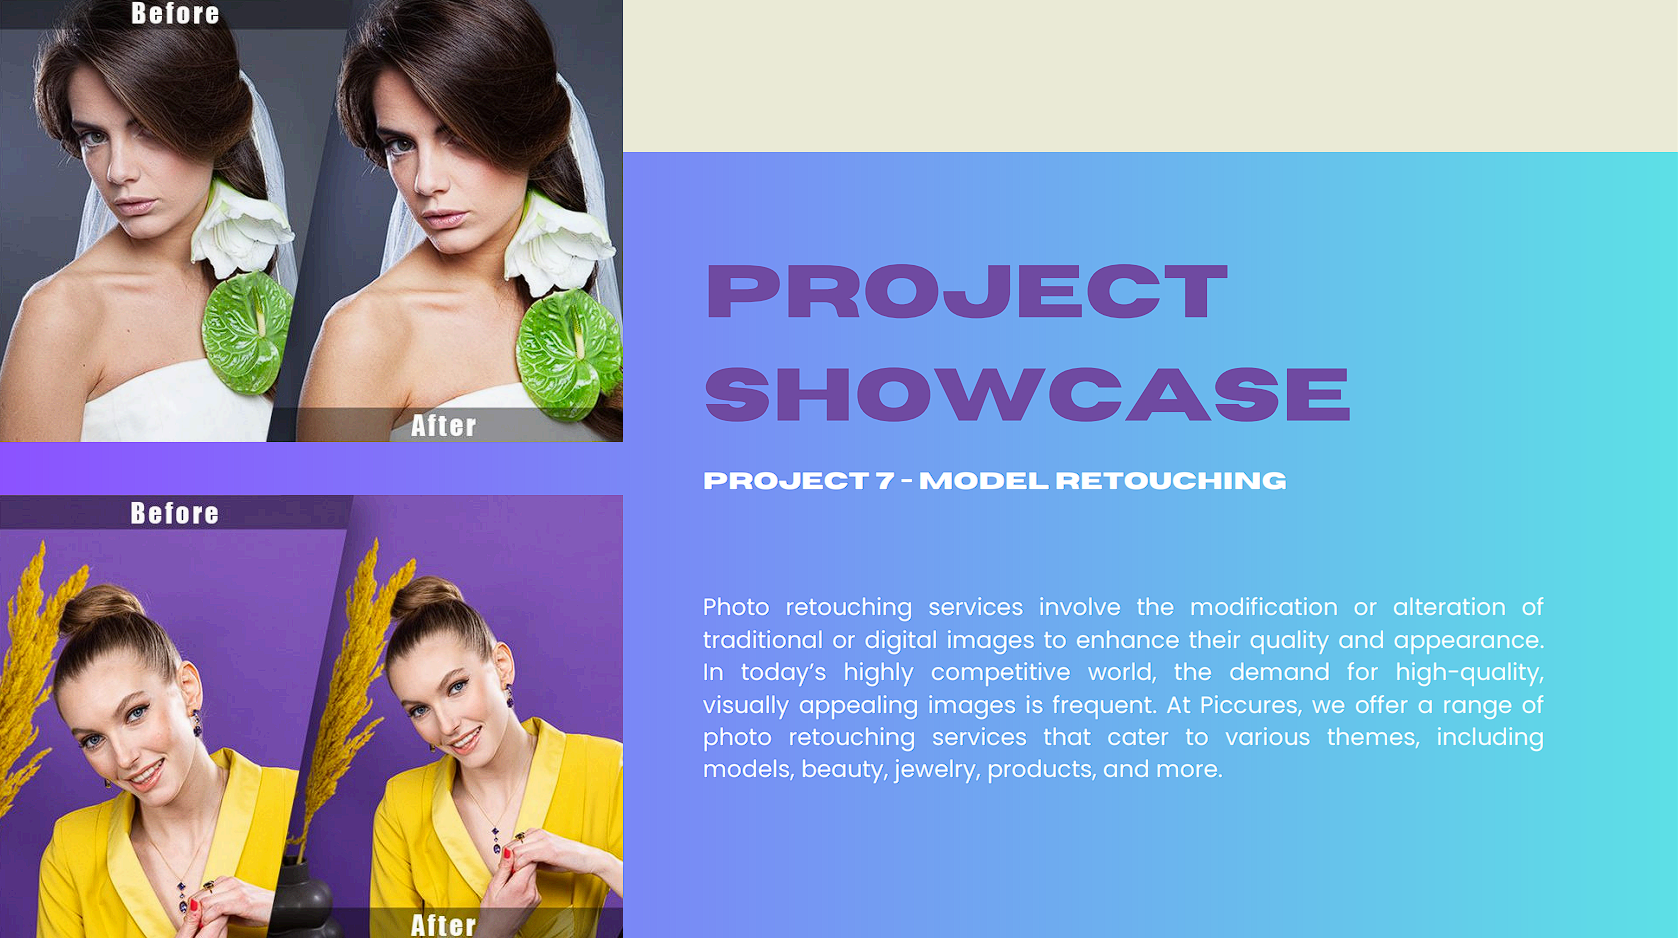 Before
After
Before
After
PROJECT
SHOWCASE
PROJECT 7 - MODEL RETOUCHING
Photo retouching services involve the modification or alteration of
traditional or digital images to enhance their quality and appearance.
In today’s highly competitive world, the demand for high-quality,
visually appealing images is frequent. At Piccures, we offer a range of
photo retouching services that cater to various themes, including
models, beauty, jewelry, products, and more.